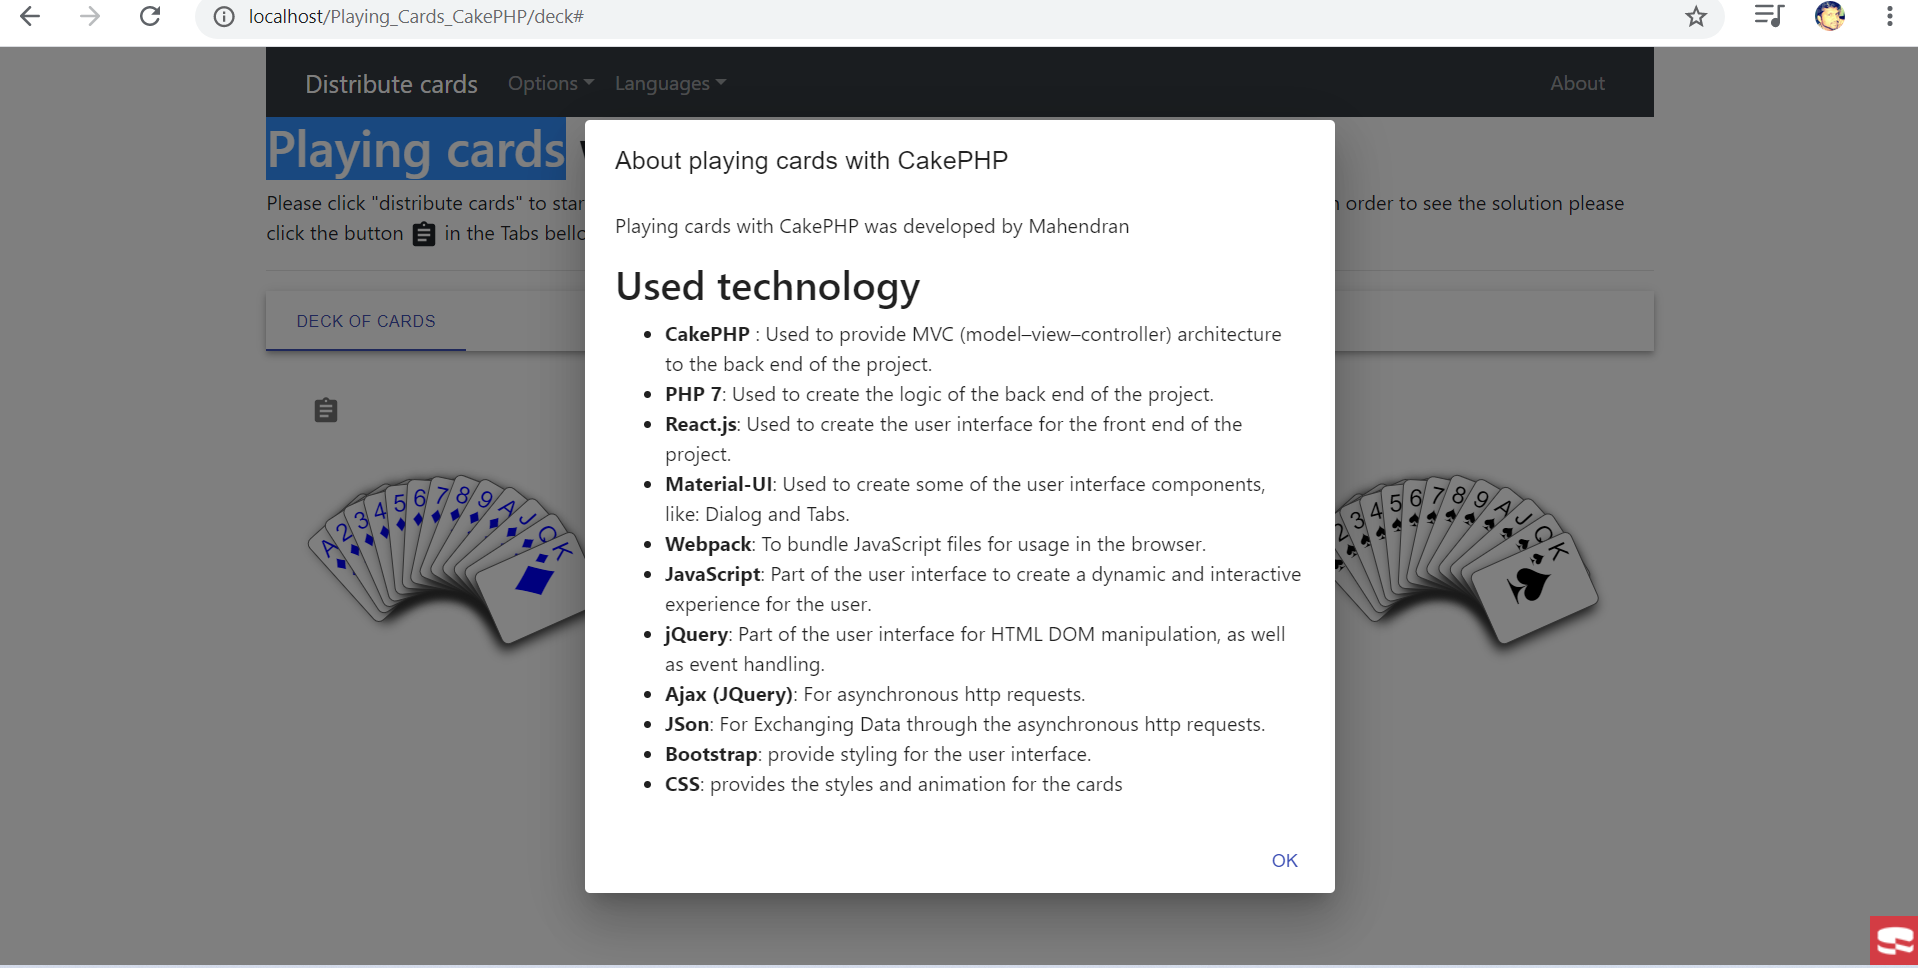 localhost/Playing_Cards_CakePHP/deck#
Distribute cards Options Languages About
Playing cards
Please click "distribute cards" to
order to see the solution please
click the button in the Tabs
DECK OF CARDS
A 2 3 4 5 6 7 8 9 A J Q K
2 3 4 5 6 7 8 9 A J Q K
About playing cards with CakePHP
Playing cards with CakePHP was developed by Mahendran
Used technology
• CakePHP : Used to provide MVC (model–view–controller) architecture
to the back end of the project.
• PHP 7: Used to create the logic of the back end of the project.
• React.js: Used to create the user interface for the front end of the
project.
• Material-UI: Used to create some of the user interface components,
like: Dialog and Tabs.
• Webpack: To bundle JavaScript files for usage in the browser.
• JavaScript: Part of the user interface to create a dynamic and interactive
experience for the user.
• jQuery: Part of the user interface for HTML DOM manipulation, as well
as event handling.
• Ajax (JQuery): For asynchronous http requests.
• JSon: For Exchanging Data through the asynchronous http requests.
• Bootstrap: provide styling for the user interface.
• CSS: provides the styles and animation for the cards
OK